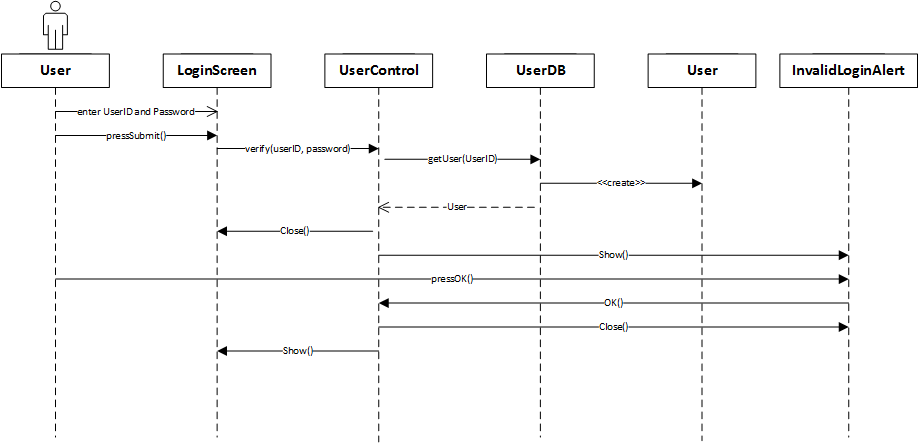 User
LoginScreen
UserControl
UserDB
User
InvalidLoginAlert
enter UserID and Password
pressSubmit()
verify(userID, password)
getUser(UserID)
<<create>>
User
Close()
Show()
pressOK()
OK()
Close()
Show()